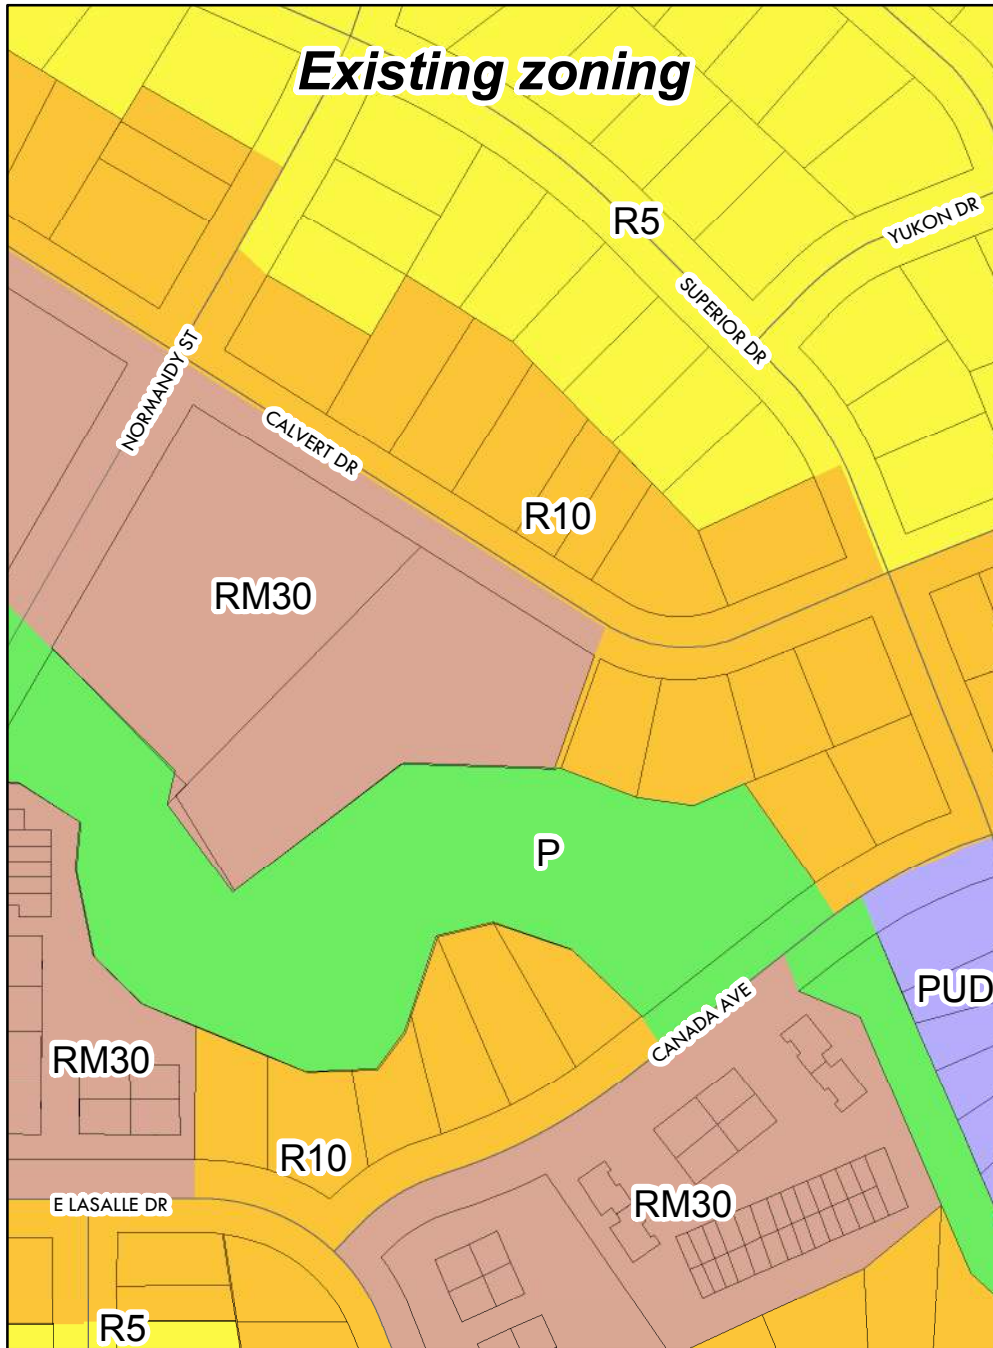 Existing zoning
YUKON DR
R5
SUPERIOR DR
NORMANDY ST
CALVERT DR
R10
RM30
P
PUD
CANADA AVE
RM30
R10
RM30
E LASALLE DR
R5